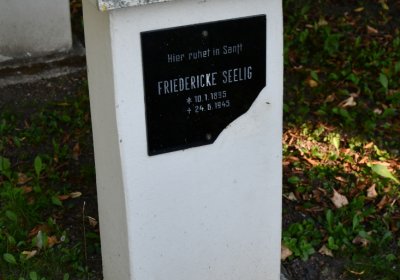 Hier ruhet in Sanft
FRIEDERICKE SEELIG
* 10.1.1895
+ 24.6.1945